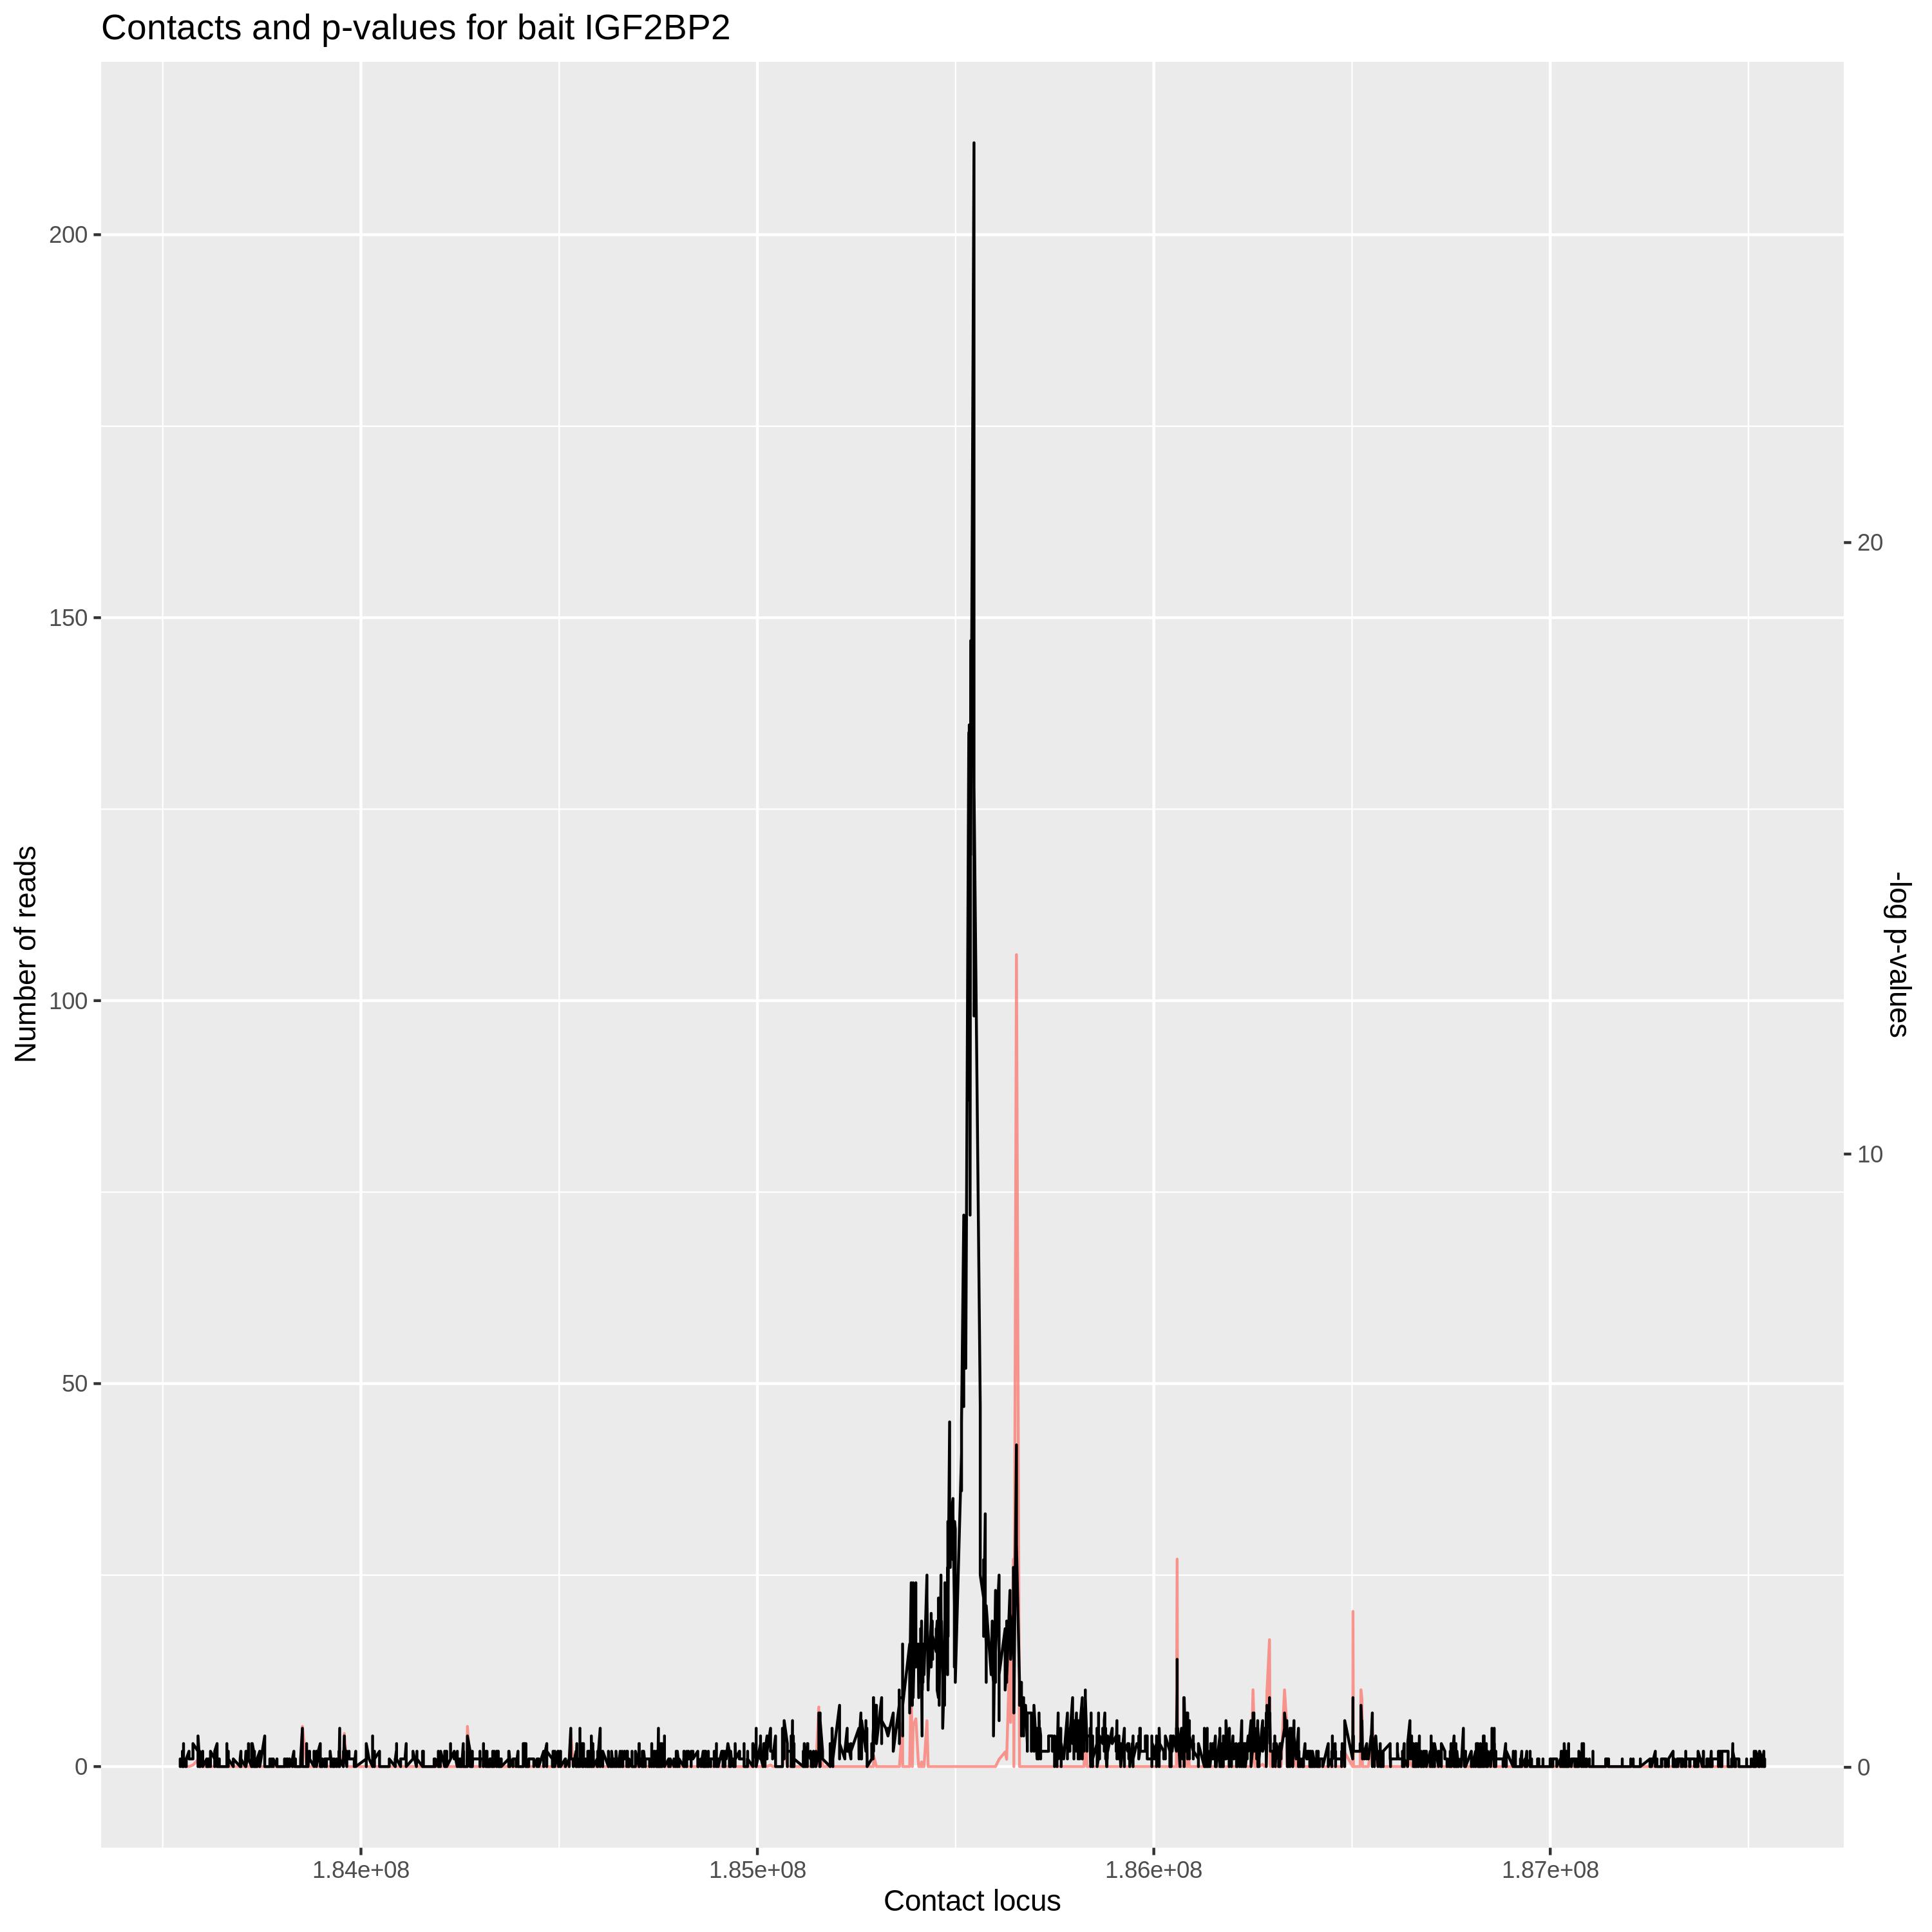 Contacts and p-values for bait IGF2BP2
200
150
100
50
0
Number of reads
20
10
0
-log p-values
1.84e+08
1.85e+08
1.86e+08
1.87e+08
Contact locus